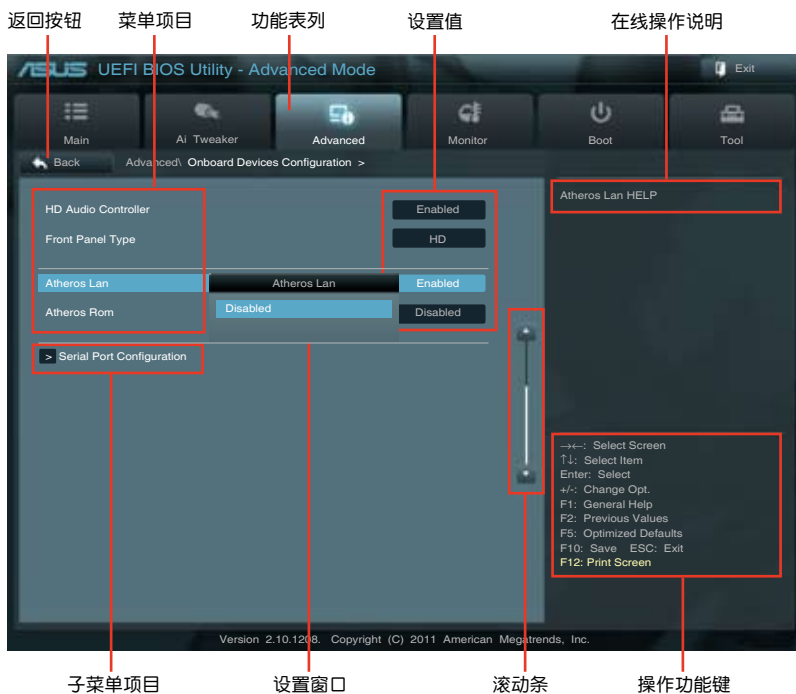 返回按钮 菜单项目 功能表列 设置值 在线操作说明
ASUS UEFI BIOS Utility - Advanced Mode Exit
Main Ai Tweaker Advanced Monitor Boot Tool
Back Advanced\ Onboard Devices Configuration >
Atheros Lan HELP
HD Audio Controller Enabled
Front Panel Type HD
Atheros Lan Atheros Lan Enabled
Atheros Rom Disabled Disabled
> Serial Port Configuration
→←: Select Screen
↑↓: Select Item
Enter: Select
+/-: Change Opt.
F1: General Help
F2: Previous Values
F5: Optimized Defaults
F10: Save ESC: Exit
F12: Print Screen
Version 2.10.1208. Copyright (C) 2011 American Megatrends, Inc.
子菜单项目 设置窗口 滚动条 操作功能键